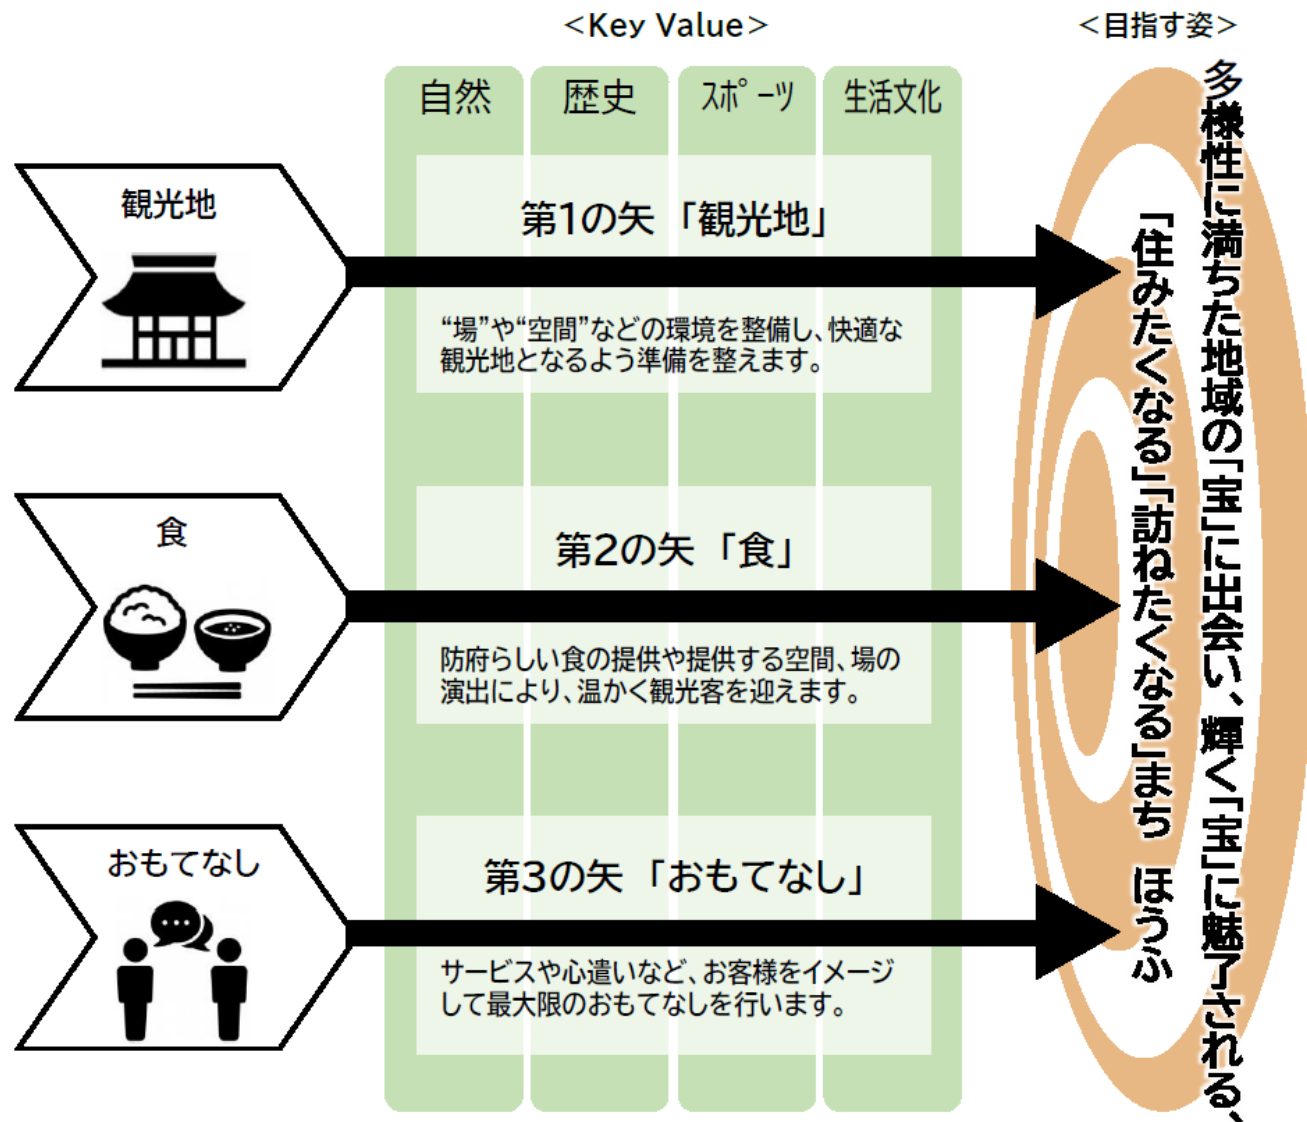 ＜Key Value＞
＜目指す姿＞
自然
歴史
ｽﾎﾟｰﾂ
生活文化
観光地
第1の矢「観光地」
“場”や“空間”などの環境を整備し、快適な
観光地となるよう準備を整えます。
食
第2の矢「食」
防府らしい食の提供や提供する空間、場の
演出により、温かく観光客を迎えます。
おもてなし
第3の矢「おもてなし」
サービスや心遣いなど、お客様をイメージ
して最大限のおもてなしを行います。
多様性に満ちた地域の「宝」に出会い、輝く「宝」に魅了される、
「住みたくなる」「訪ねたくなる」まち　ほうふ